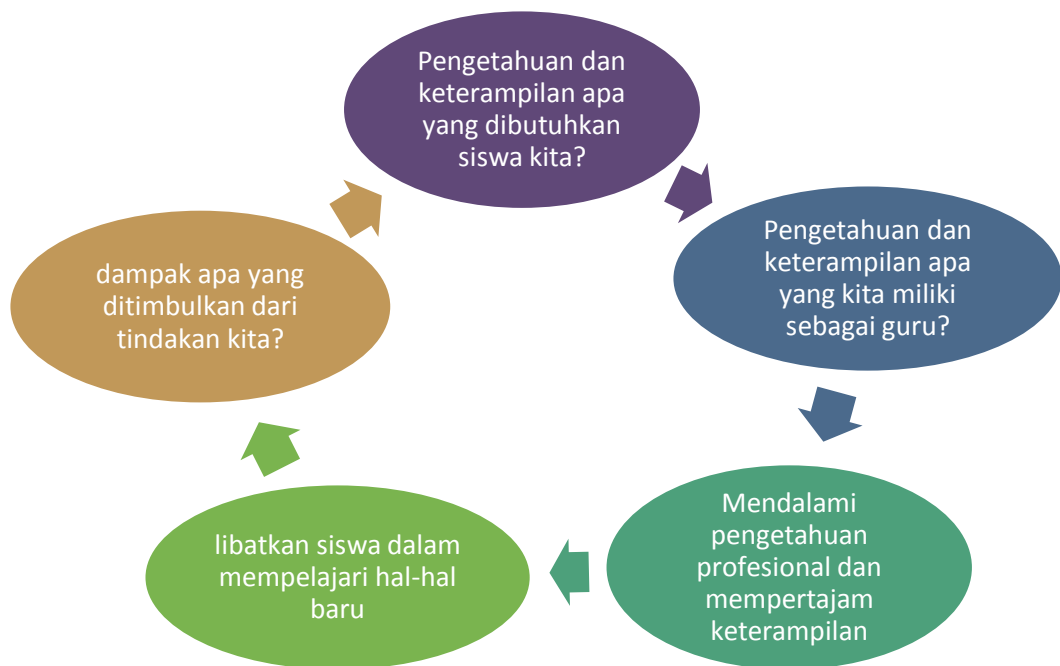 Pengetahuan dan
keterampilan apa
yang dibutuhkan
siswa kita?
Pengetahuan dan
keterampilan apa
yang kita miliki
sebagai guru?
Mendalami
pengetahuan
profesional dan
mempertajam
keterampilan
libatkan siswa dalam
mempelajari hal-hal
baru
dampak apa yang
ditimbulkan dari
tindakan kita?